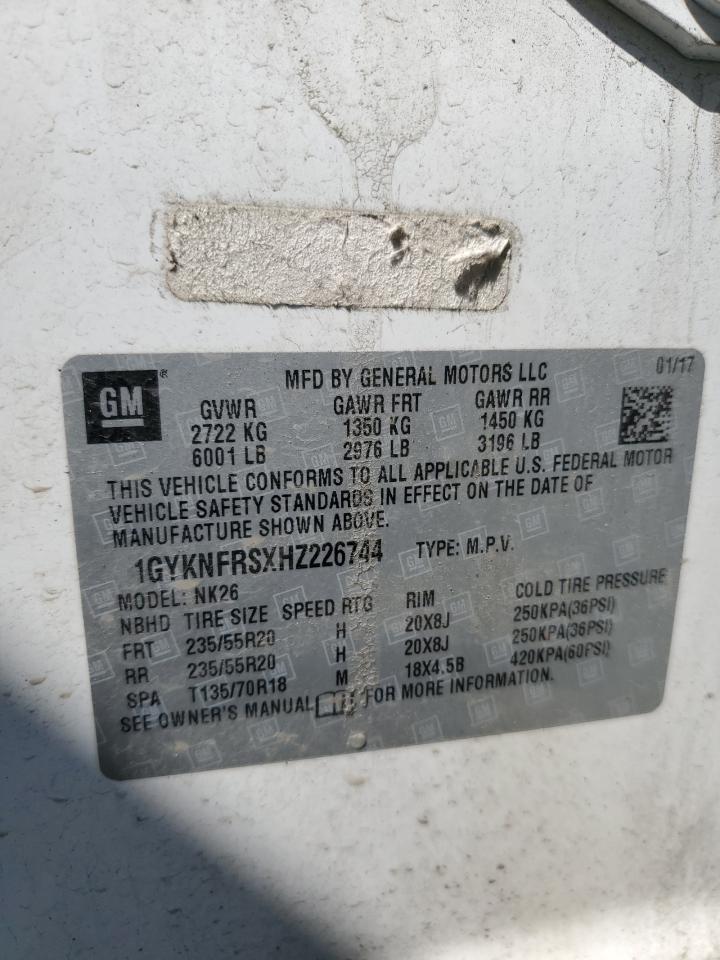 GM ® MFD BY GENERAL MOTORS LLC 01/17
GVWR GAWR FRT GAWR RR
2722 KG 1350 KG 1450 KG
6001 LB 2976 LB 3196 LB
THIS VEHICLE CONFORMS TO ALL APPLICABLE U.S. FEDERAL MOTOR
VEHICLE SAFETY STANDARDS IN EFFECT ON THE DATE OF
MANUFACTURE SHOWN ABOVE.
1GYKNFRSXHZ226744 TYPE: M.P.V.
MODEL: NK26
NBHD TIRE SIZE SPEED RTG RIM COLD TIRE PRESSURE
FRT 235/55R20 H 20X8J 250KPA(36PSI)
RR 235/55R20 H 20X8J 250KPA(36PSI)
SPA T135/70R18 M 18X4.5B 420KPA(60PSI)
SEE OWNER'S MANUAL FOR MORE INFORMATION.